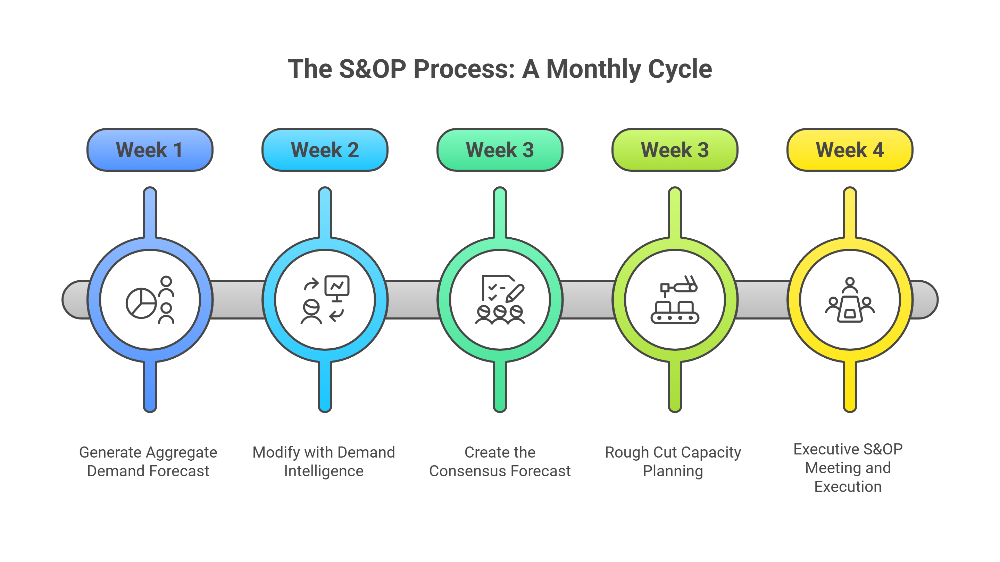 The S&OP Process: A Monthly Cycle
Week 1
Week 2
Week 3
Week 3
Week 4
Generate Aggregate
Demand Forecast
Modify with Demand
Intelligence
Create the
Consensus Forecast
Rough Cut Capacity
Planning
Executive S&OP
Meeting and
Execution